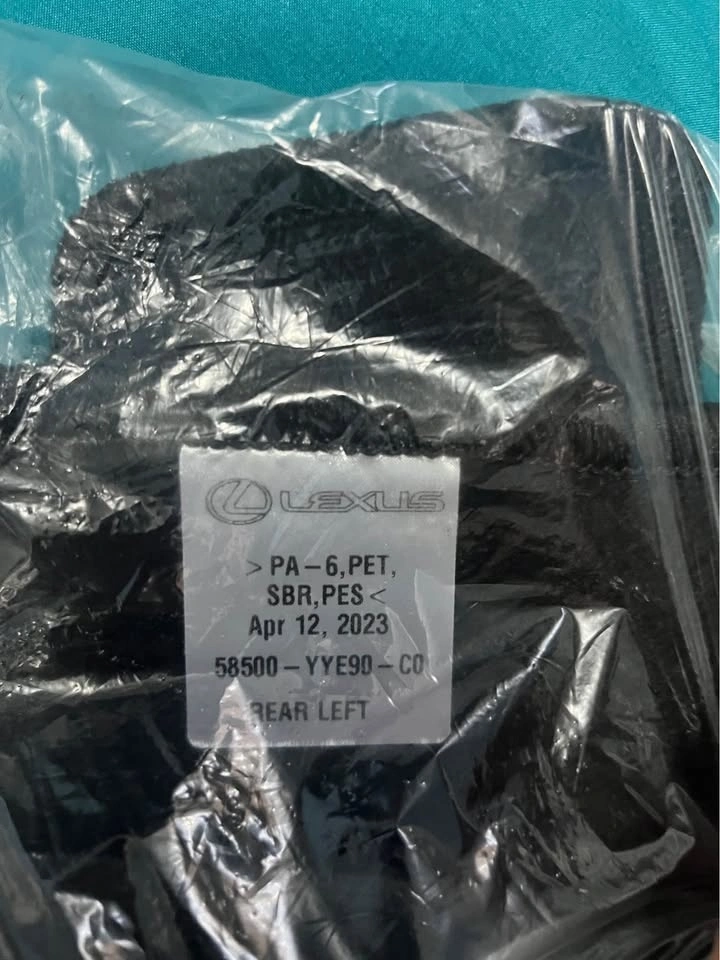 LEXUS
>PA-6,PET,
SBR,PES<
Apr 12, 2023
58500-YYE90-C0
REAR LEFT